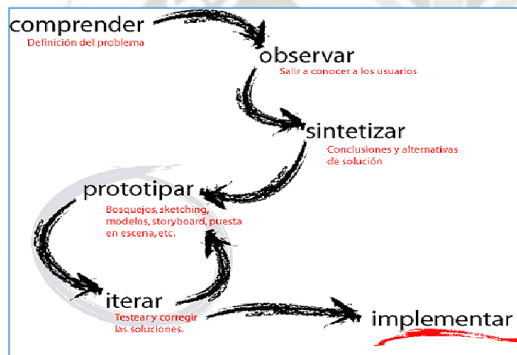 comprender
Definición del problema
observar
Salir a conocer a los usuarios
sintetizar
Conclusiones y alternativas
de solución
prototipar
Bosquejos, sketching,
modelos, storyboard, puesta
en escena, etc.
iterar
Testear y corregir
las soluciones.
implementar